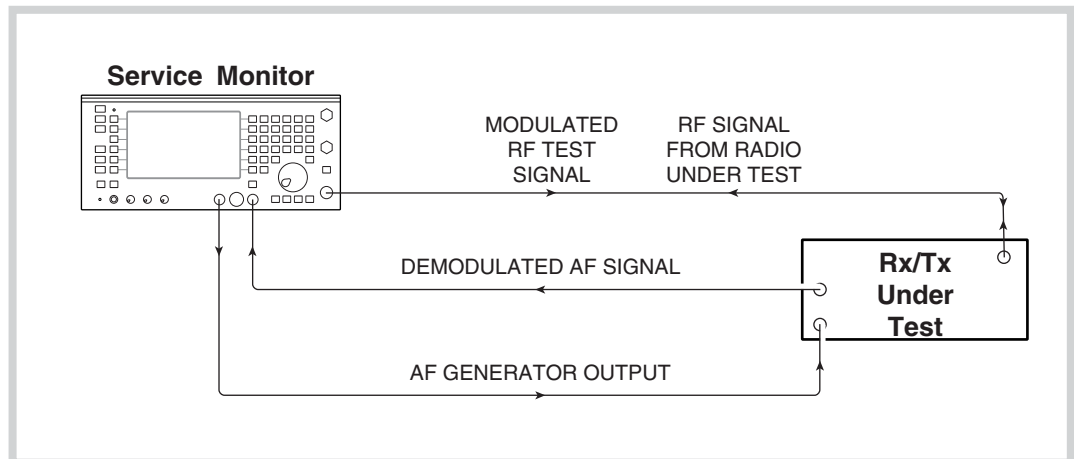 Service Monitor
MODULATED
RF TEST
SIGNAL
RF SIGNAL
FROM RADIO
UNDER TEST
DEMODULATED AF SIGNAL
Rx/Tx
Under
Test
AF GENERATOR OUTPUT